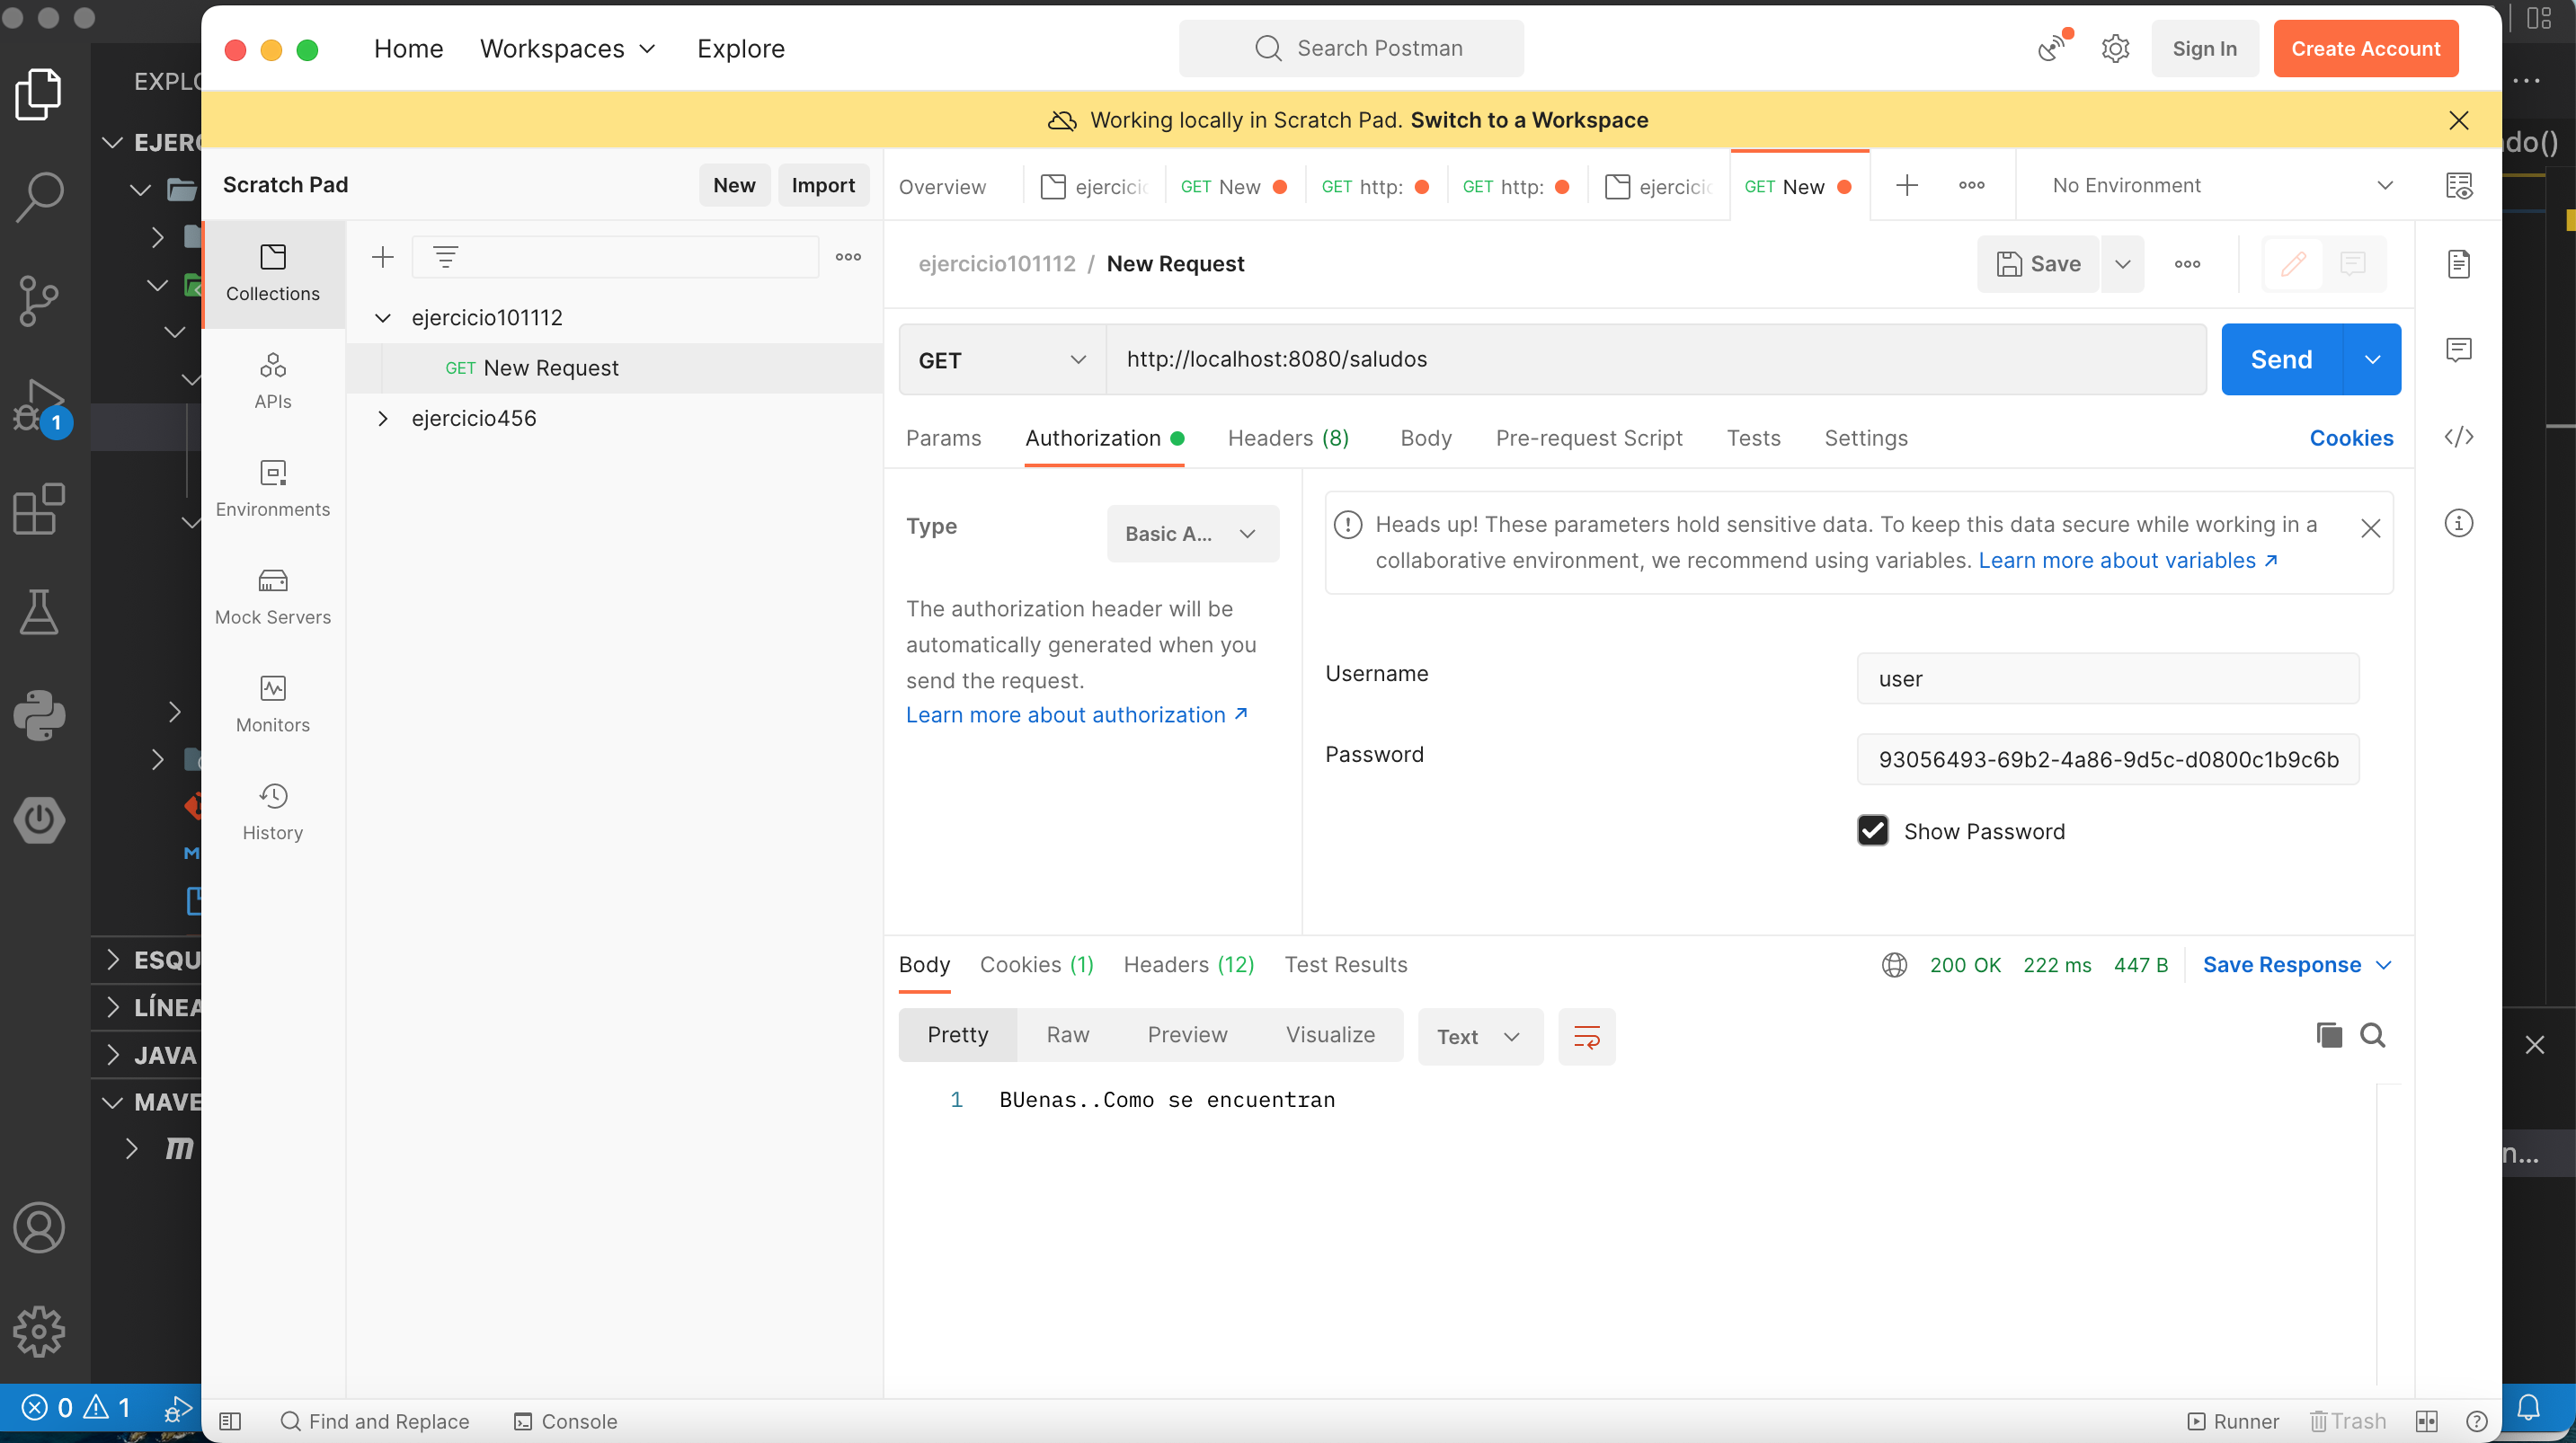 Home Workspaces Explore Search Postman Sign In Create Account
EXPLO
Working locally in Scratch Pad. Switch to a Workspace
EJERC
ndo()
Scratch Pad New Import
Overview ejercicio GET New GET http: GET http: ejercicio GET New No Environment
Collections
APIs
Environments
Mock Servers
Monitors
History
ejercicio101112
GET New Request
ejercicio456
ejercicio101112 / New Request Save
GET http://localhost:8080/saludos Send
Params Authorization Headers (8) Body Pre-request Script Tests Settings Cookies
1
Type Basic A...
The authorization header will be
automatically generated when you
send the request.
Learn more about authorization ↗
Heads up! These parameters hold sensitive data. To keep this data secure while working in a
collaborative environment, we recommend using variables. Learn more about variables ↗
Username user
Password 93056493-69b2-4a86-9d5c-d0800c1b9c6b
Show Password
ESQU
LÍNEA
JAVA
MAVE
m
Body Cookies (1) Headers (12) Test Results 200 OK 222 ms 447 B Save Response
Pretty Raw Preview Visualize Text
1 BUenas..Como se encuentran
n...
0 1
Find and Replace Console Runner Trash